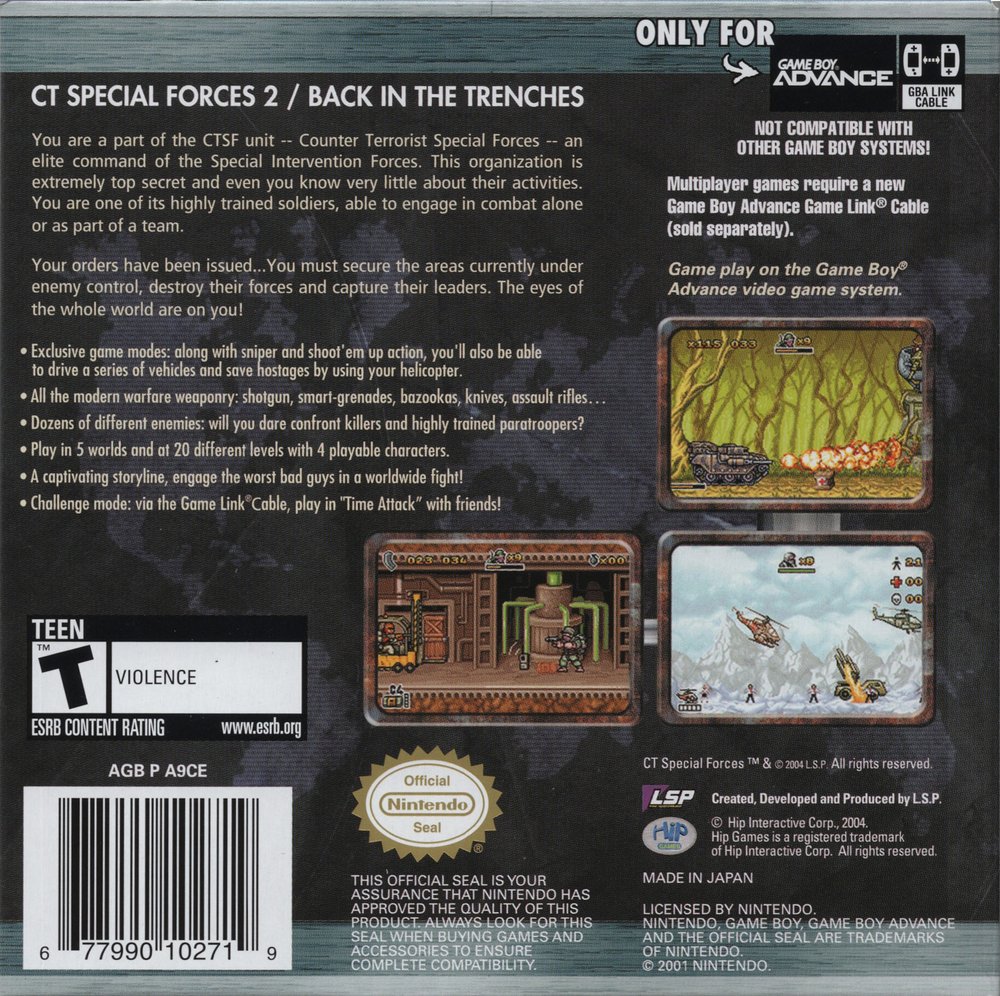 ONLY FOR
GAME BOY
ADVANCE
GBA LINK
CABLE
CT SPECIAL FORCES 2 / BACK IN THE TRENCHES
You are a part of the CTSF unit -- Counter Terrorist Special Forces -- an
elite command of the Special Intervention Forces. This organization is
extremely top secret and even you know very little about their activities.
You are one of its highly trained soldiers, able to engage in combat alone
or as part of a team.
Your orders have been issued...You must secure the areas currently under
enemy control, destroy their forces and capture their leaders. The eyes of
the whole world are on you!
• Exclusive game modes: along with sniper and shoot'em up action, you'll also be able
to drive a series of vehicles and save hostages by using your helicopter.
• All the modern warfare weaponry: shotgun, smart-grenades, bazookas, knives, assault rifles...
• Dozens of different enemies: will you dare confront killers and highly trained paratroopers?
• Play in 5 worlds and at 20 different levels with 4 playable characters.
• A captivating storyline, engage the worst bad guys in a worldwide fight!
• Challenge mode: via the Game Link® Cable, play in "Time Attack" with friends!
NOT COMPATIBLE WITH
OTHER GAME BOY SYSTEMS!
Multiplayer games require a new
Game Boy Advance Game Link® Cable
(sold separately).
Game play on the Game Boy®
Advance video game system.
x115 033 x9
023 034 x9 x00
C4
x8 21
00
00
TEEN
T™
VIOLENCE
ESRB CONTENT RATING www.esrb.org
AGB P A9CE
6 77990 10271 9
Official
Nintendo
Seal
®
THIS OFFICIAL SEAL IS YOUR
ASSURANCE THAT NINTENDO HAS
APPROVED THE QUALITY OF THIS
PRODUCT. ALWAYS LOOK FOR THIS
SEAL WHEN BUYING GAMES AND
ACCESSORIES TO ENSURE
COMPLETE COMPATIBILITY.
CT Special Forces ™ & © 2004 L.S.P. All rights reserved.
LSP
Created, Developed and Produced by L.S.P.
HiP
GAMES
© Hip Interactive Corp., 2004.
Hip Games is a registered trademark
of Hip Interactive Corp. All rights reserved.
MADE IN JAPAN
LICENSED BY NINTENDO.
NINTENDO, GAME BOY, GAME BOY ADVANCE
AND THE OFFICIAL SEAL ARE TRADEMARKS
OF NINTENDO.
© 2001 NINTENDO.